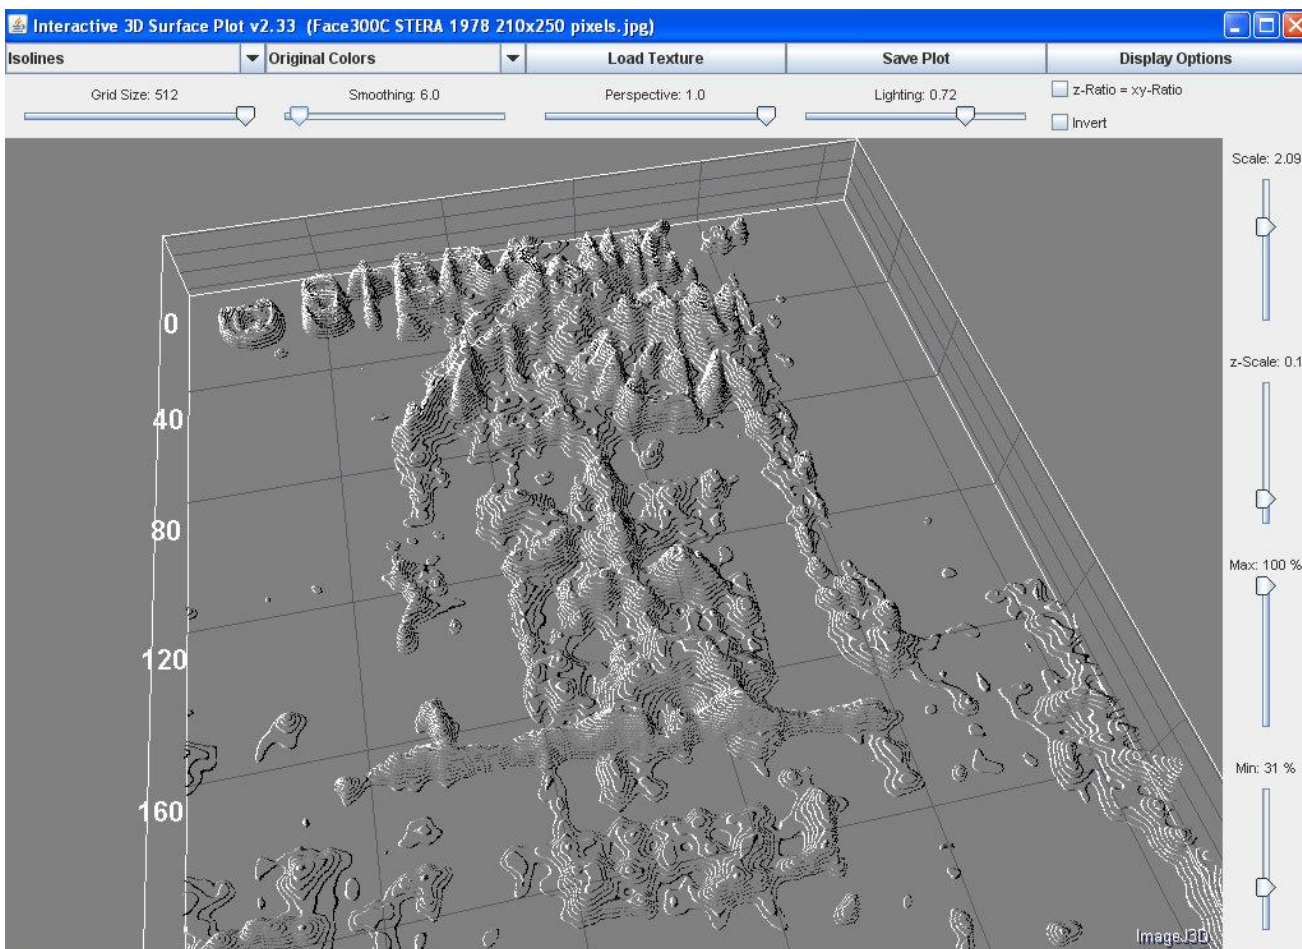 Interactive 3D Surface Plot v2.33 (Face300C STERA 1978 210x250 pixels.jpg)
Isolines Original Colors Load Texture Save Plot Display Options
Grid Size: 512 Smoothing: 6.0 Perspective: 1.0 Lighting: 0.72 z-Ratio = xy-Ratio
Invert
Scale: 2.09
0
z-Scale: 0.1
40
80
Max: 100 %
120
Min: 31 %
160
ImageJ3D